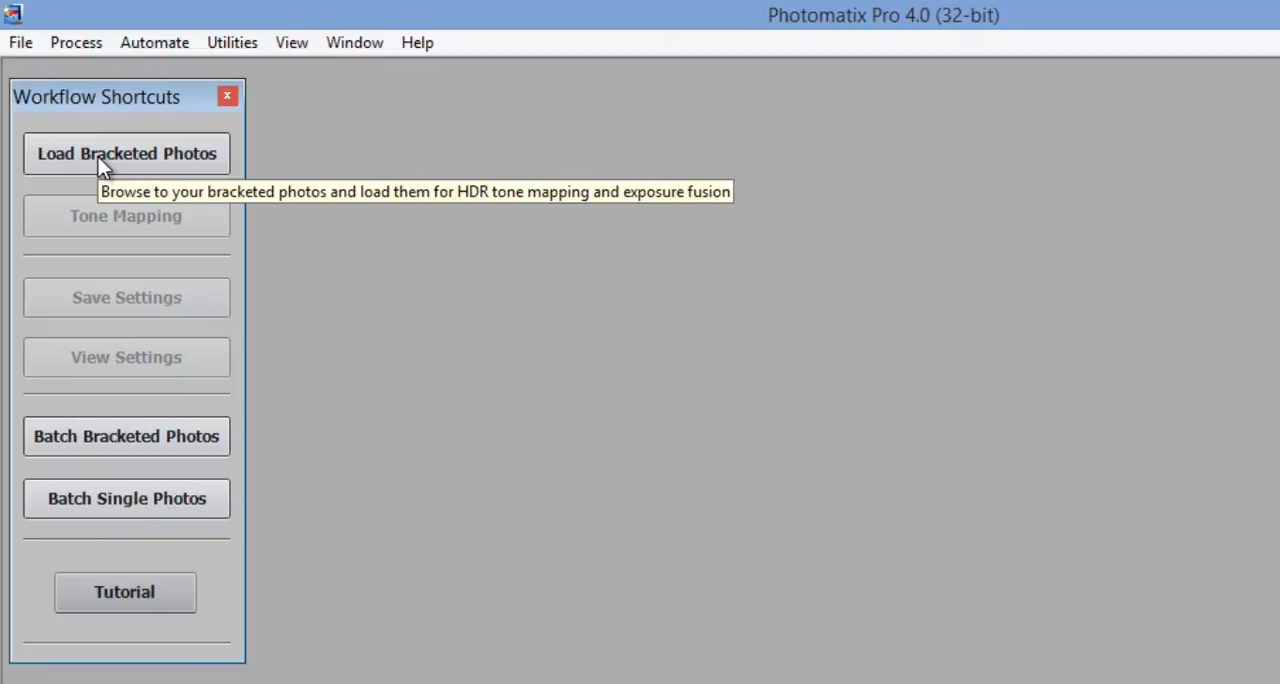 Photomatix Pro 4.0 (32-bit)
File Process Automate Utilities View Window Help
Workflow Shortcuts x
Load Bracketed Photos
Browse to your bracketed photos and load them for HDR tone mapping and exposure fusion
Tone Mapping
Save Settings
View Settings
Batch Bracketed Photos
Batch Single Photos
Tutorial